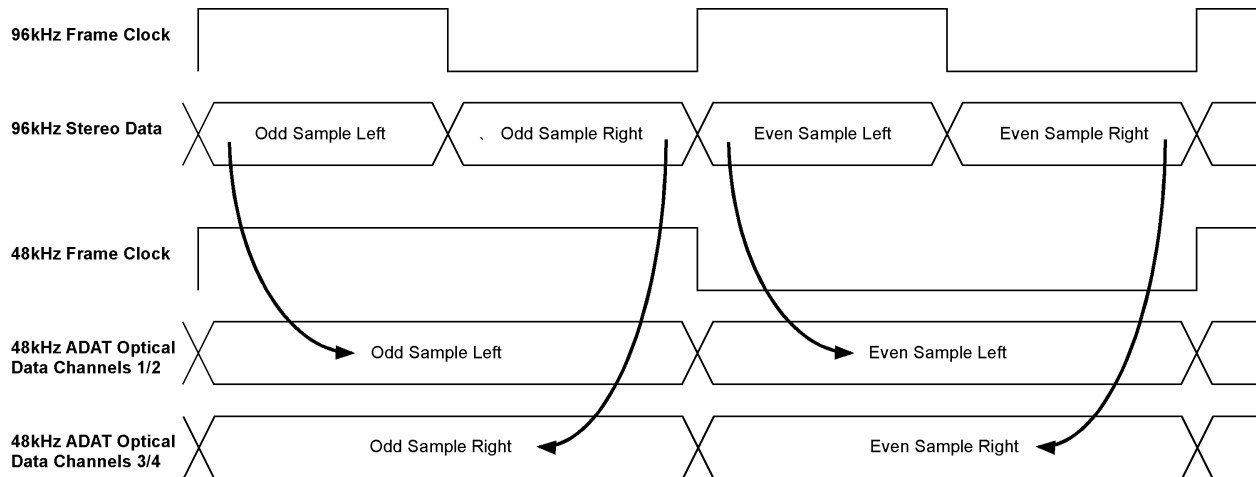 96kHz Frame Clock
96kHz Stereo Data
Odd Sample Left
、 Odd Sample Right
Even Sample Left
Even Sample Right
48kHz Frame Clock
48kHz ADAT Optical
Data Channels 1/2
Odd Sample Left
Even Sample Left
48kHz ADAT Optical
Data Channels 3/4
Odd Sample Right
Even Sample Right